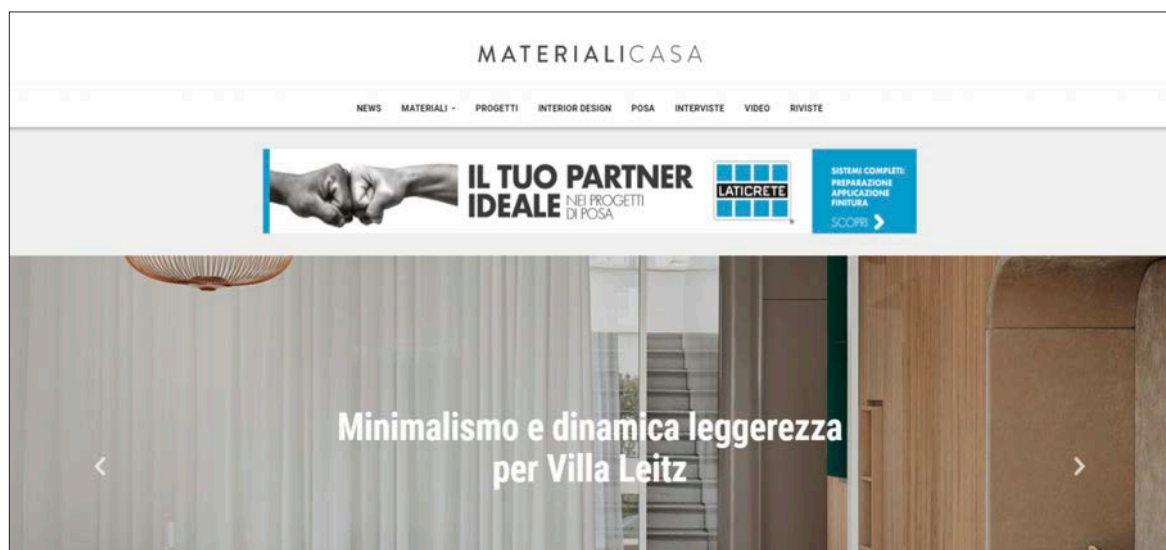 MATERIALICASA
NEWS MATERIALI PROGETTI INTERIOR DESIGN POSA INTERVISTE VIDEO RIVISTE
IL TUO PARTNER
IDEALE NEI PROGETTI
DI POSA
LATICRETE
SISTEMI COMPLETI:
PREPARAZIONE
APPLICAZIONE
FINITURA
SCOPRI
Minimalismo e dinamica leggerezza
per Villa Leitz